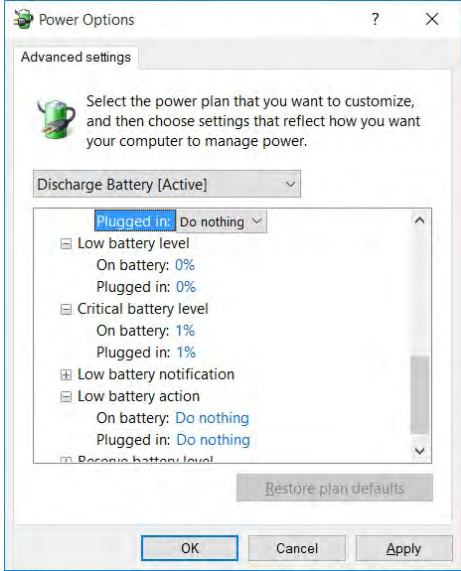 Power Options
Advanced settings
Select the power plan that you want to customize,
and then choose settings that reflect how you want
your computer to manage power.
Discharge Battery [Active]
Plugged in: Do nothing
Low battery level
On battery: 0%
Plugged in: 0%
Critical battery level
On battery: 1%
Plugged in: 1%
Low battery notification
Low battery action
On battery: Do nothing
Plugged in: Do nothing
Reserve battery level
Restore plan defaults
OK Cancel Apply